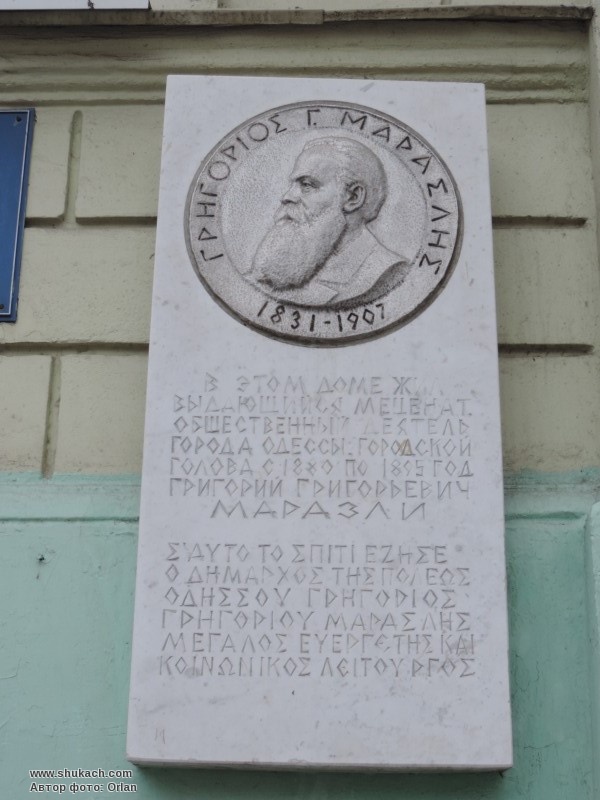 ΓΡΗΓΟΡΙΟΣ Γ. ΜΑΡΑΣΛΗΣ
1831-1907
В ЭТОМ ДОМЕ ЖИЛ
ВЫДАЮЩИЙСЯ МЕЦЕНАТ.
ОБЩЕСТВЕННЫЙ ДЕЯТЕЛЬ
ГОРОДА ОДЕССЫ. ГОРОДСКОЙ
ГОЛОВА С ПО ГОД
ГРИГОРИЙ ГРИГОРЬЕВИЧ
МАРАЗЛИ
Σ'ΑΥΤΟ ΤΟ ΣΠΙΤΙ ΕΖΗΣΕ
Ο ΔΗΜΑΡΧΟΣ ΤΗΣ ΠΟΛΕΩΣ
ΟΔΗΣΣΟΥ ΓΡΗΓΟΡΙΟΣ
ΓΡΗΓΟΡΙΟΥ ΜΑΡΑΣΛΗΣ
ΜΕΓΑΛΟΣ ΕΥΕΡΓΕΤΗΣ ΚΑΙ
ΚΟΙΝΩΝΙΚΟΣ ΛΕΙΤΟΥΡΓΟΣ
www.shukach.com
Автор фото: Orlan